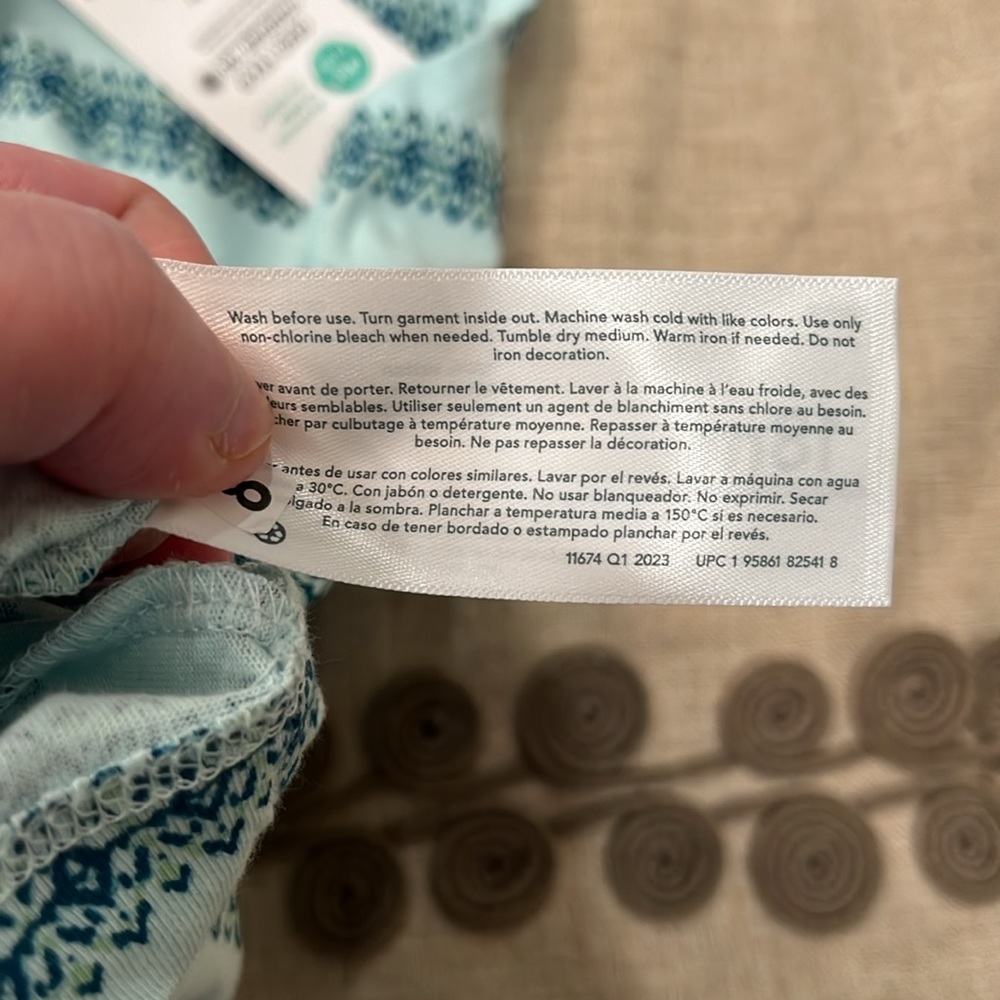 Wash before use. Turn garment inside out. Machine wash cold with like colors. Use only
non-chlorine bleach when needed. Tumble dry medium. Warm iron if needed. Do not
iron decoration.
avant de porter. Retourner le vêtement. Laver à la machine à l'eau froide, avec des
semblables. Utiliser seulement un agent de blanchiment sans chlore au besoin.
par culbutage à température moyenne. Repasser à température moyenne au
besoin. Ne pas repasser la décoration.
antes de usar con colores similares. Lavar por el revés. Lavar a máquina con agua
a 30°C. Con jabón o detergente. No usar blanqueador. No exprimir. Secar
a la sombra. Planchar a temperatura media a 150°C si es necesario.
En caso de tener bordado o estampado planchar por el revés.
11674 Q1 2023 UPC 1 95861 82541 8